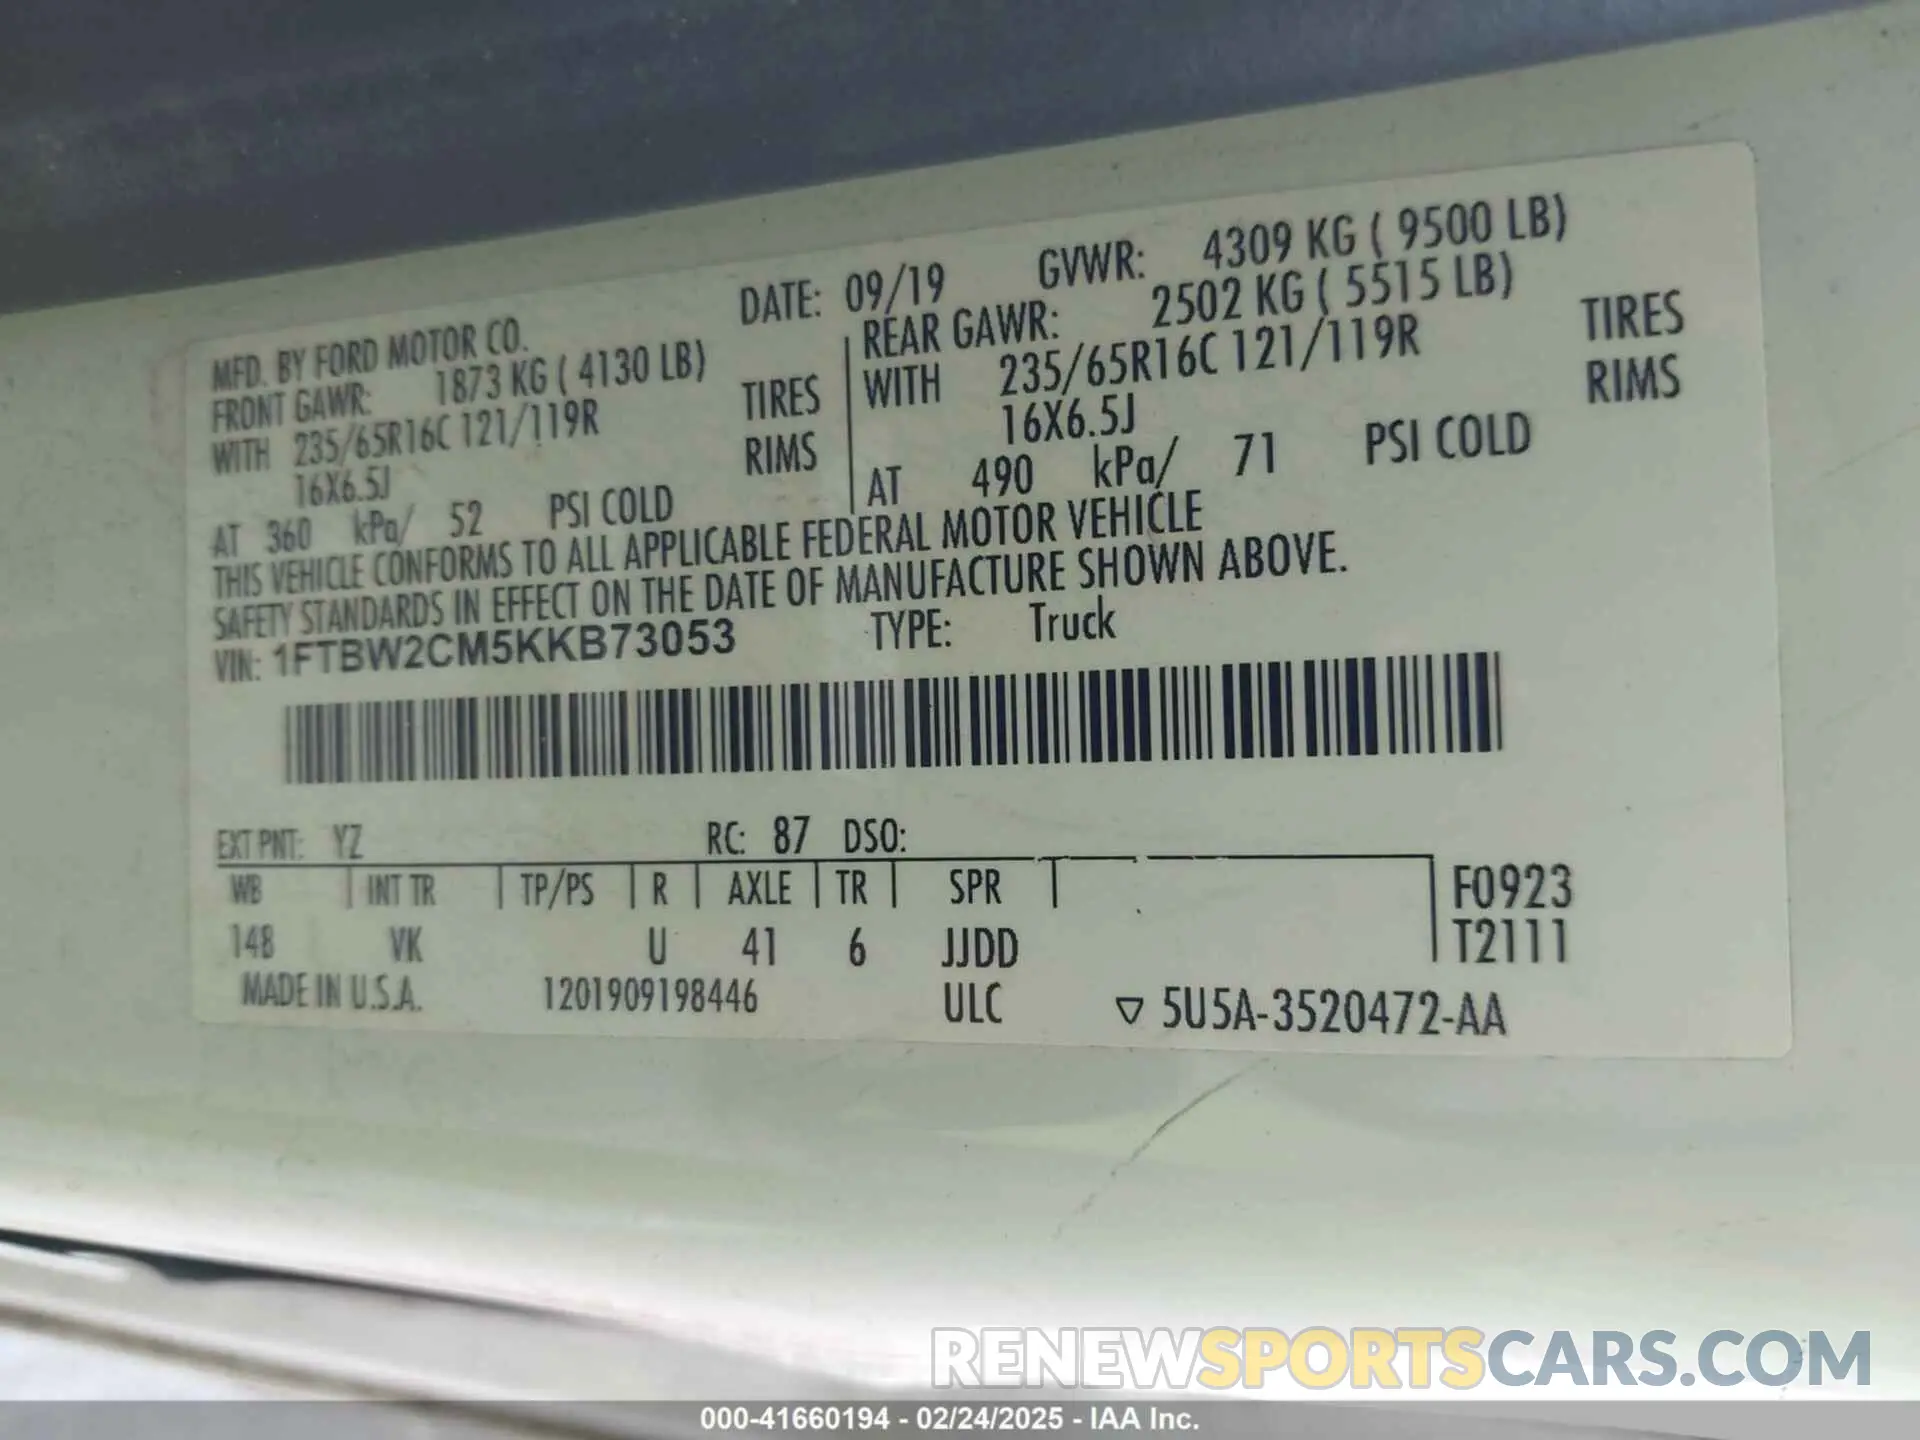 DATE: 09/19 GVWR: 4309 KG ( 9500 LB)
MFD. BY FORD MOTOR CO.
FRONT GAWR: 1873 KG ( 4130 LB)
WITH 235/65R16C 121/119R TIRES
16X6.5J RIMS
AT 360 kPa/ 52 PSI COLD
REAR GAWR: 2502 KG ( 5515 LB)
WITH 235/65R16C 121/119R TIRES
16X6.5J RIMS
AT 490 kPa/ 71 PSI COLD
THIS VEHICLE CONFORMS TO ALL APPLICABLE FEDERAL MOTOR VEHICLE
SAFETY STANDARDS IN EFFECT ON THE DATE OF MANUFACTURE SHOWN ABOVE.
VIN: 1FTBW2CM5KKB73053 TYPE: Truck
EXT PNT: YZ RC: 87 DSO:
WB INT TR TP/PS R AXLE TR SPR F0923
148 VK U 41 6 JJDD T2111
MADE IN U.S.A. 1201909198446 ULC ▽ 5U5A-3520472-AA
RENEWSPORTSCARS.COM
000-41660194 - 02/24/2025 - IAA Inc.